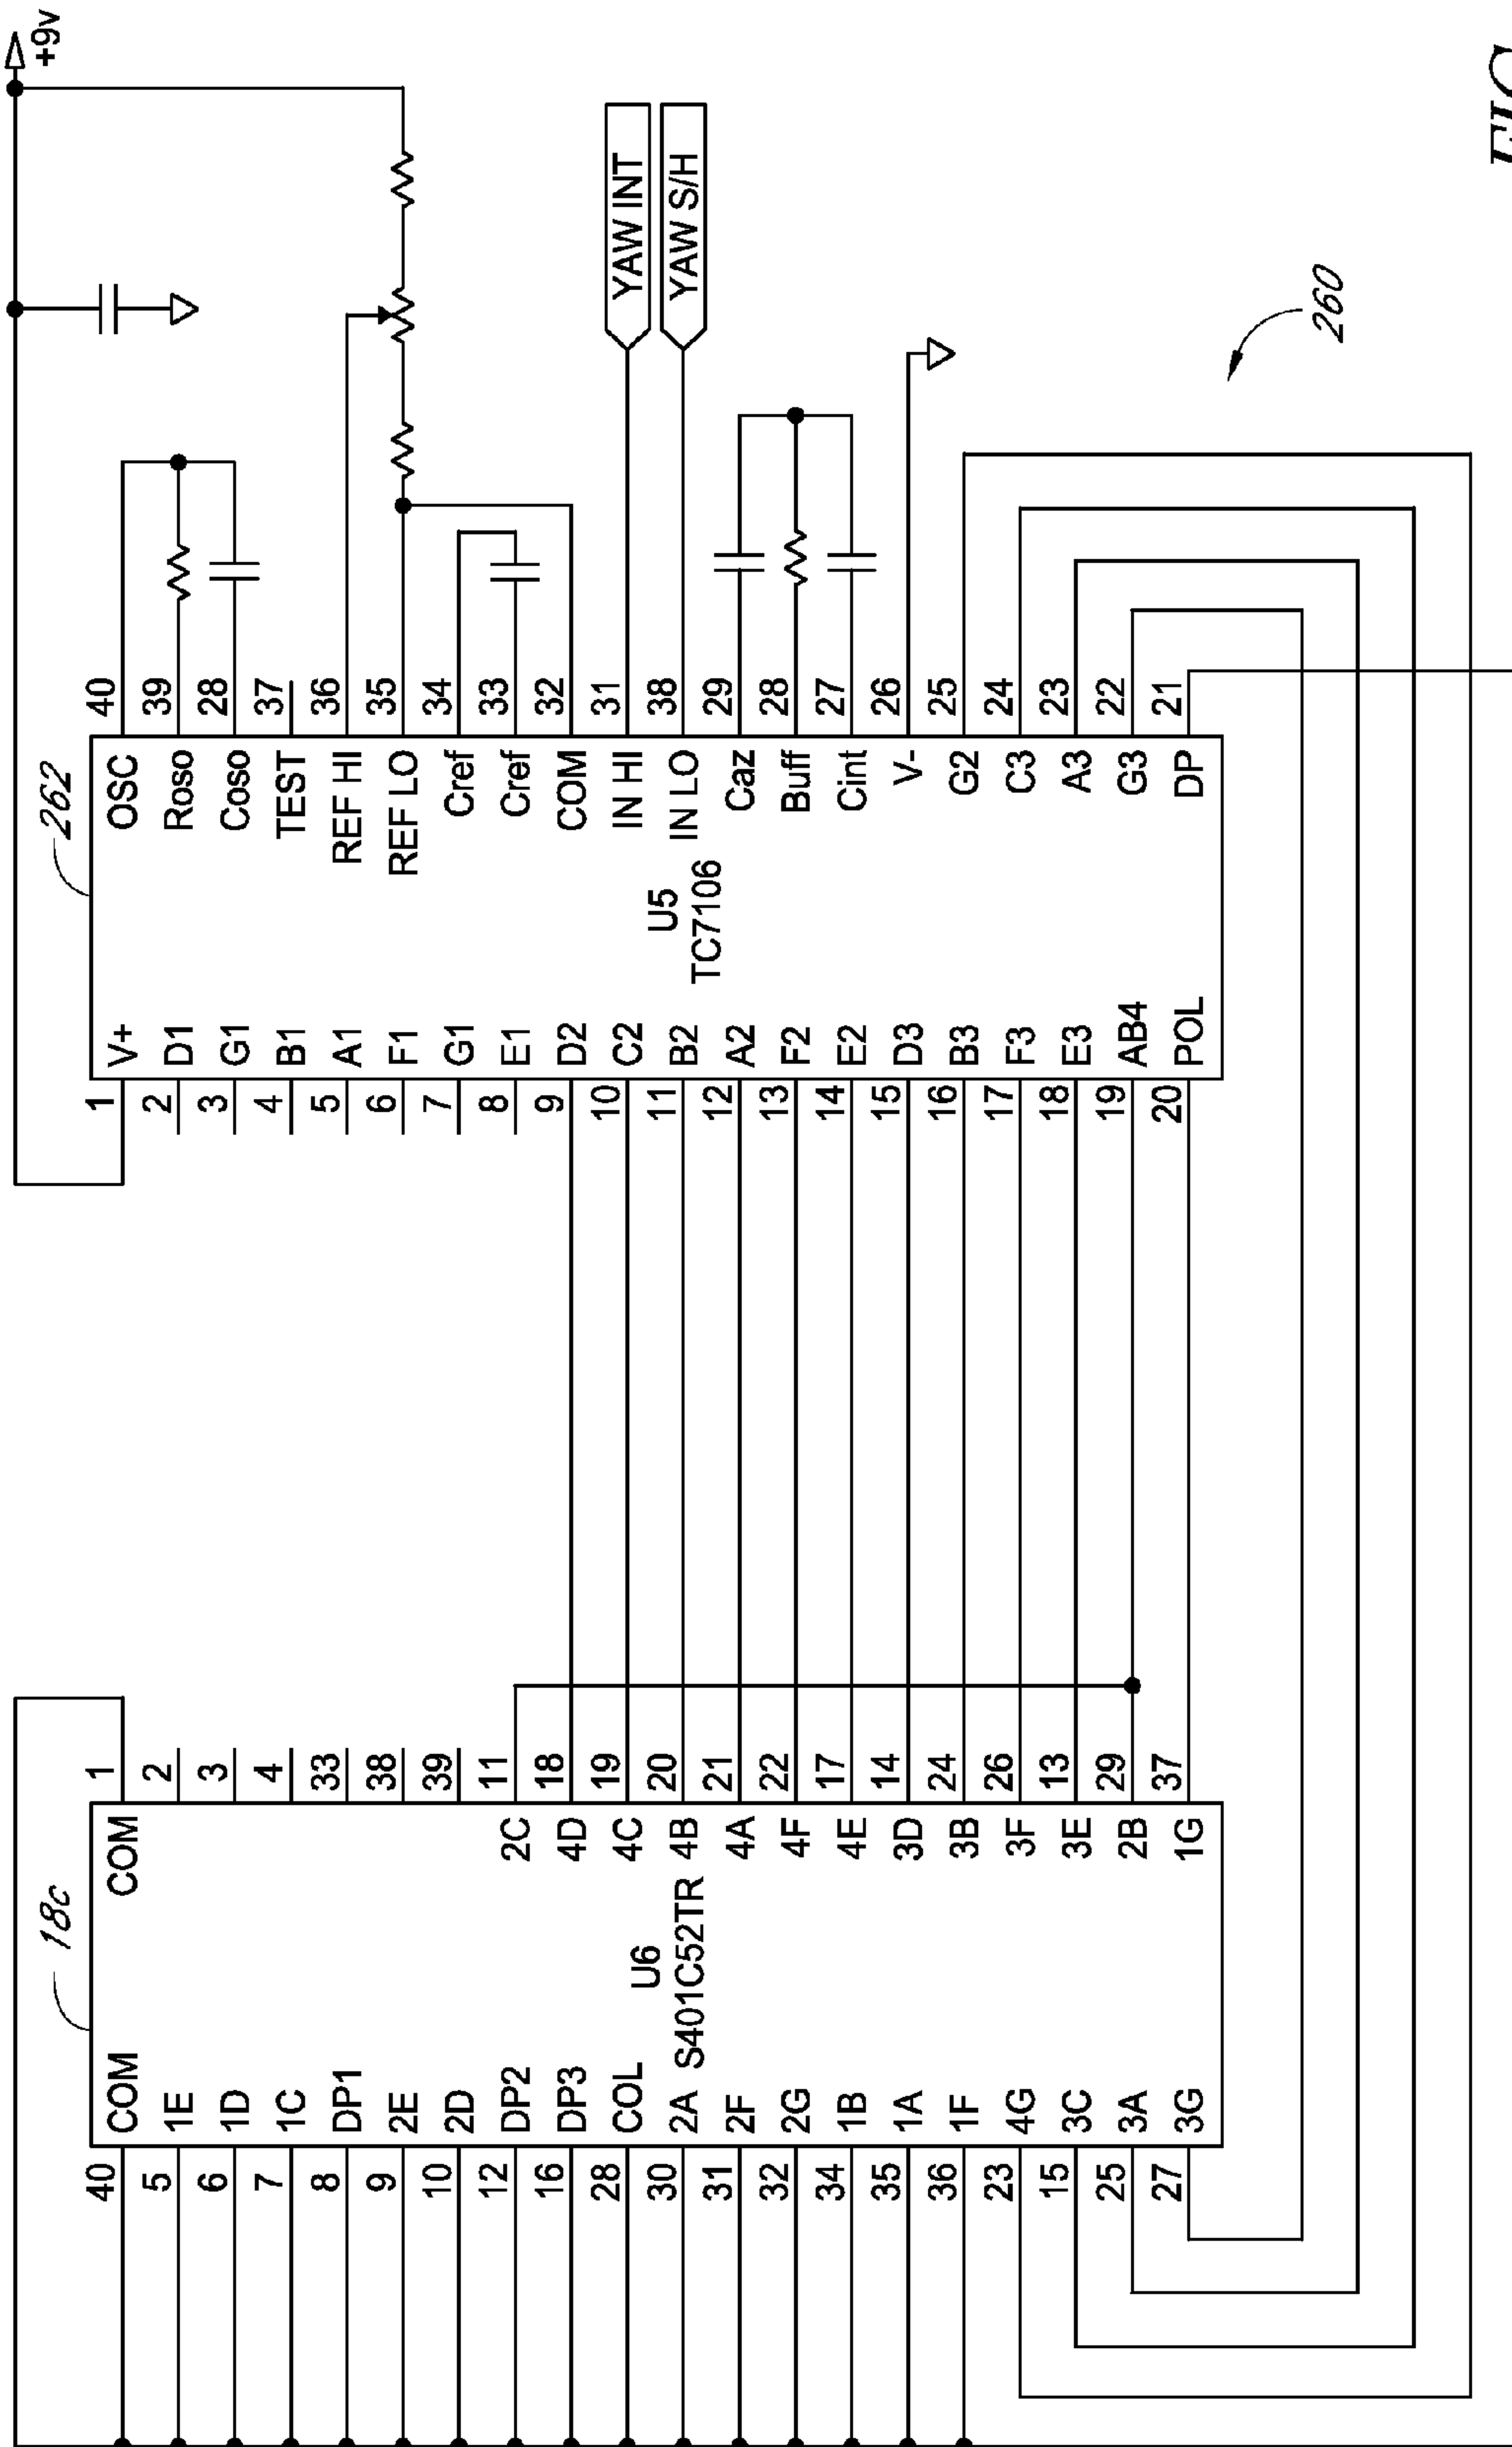 +9v
18c 262
40 COM COM 1 1 V+ OSC 40
5 1E 2 2 D1 Roso 39
6 1D 3 3 G1 Coso 28
7 1C 4 4 B1 TEST 37
8 DP1 33 5 A1 REF HI 36
9 2E 38 6 F1 REF LO 35
10 2D 39 7 G1 Cref 34
12 DP2 2C 11 8 E1 Cref 33
16 DP3 4D 18 9 D2 COM 32
28 COL U6 4C 19 10 C2 U5 IN HI 31 YAW INT
30 2A S401C52TR 4B 20 11 B2 TC7106 IN LO 38 YAW S/H
31 2F 4A 21 12 A2 Caz 29
32 2G 4F 22 13 F2 Buff 28
34 1B 4E 17 14 E2 Cint 27
35 1A 3D 14 15 D3 V- 26
36 1F 3B 24 16 B3 G2 25
23 4G 3F 26 17 F3 C3 24
15 3C 3E 13 18 E3 A3 23
25 3A 2B 29 19 AB4 G3 22
27 3G 1G 37 20 POL DP 21
260
FIG